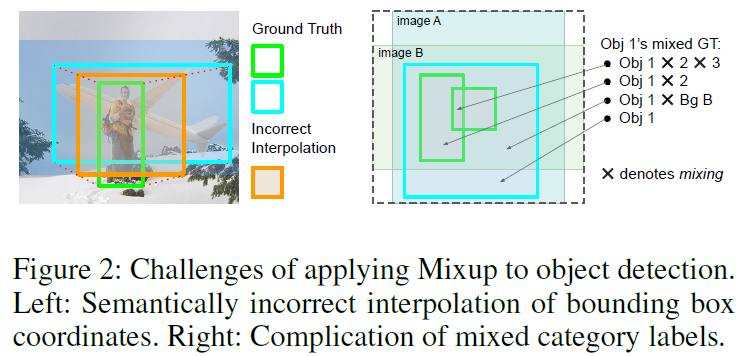 Ground Truth
Incorrect
Interpolation
image A
image B
Obj 1's mixed GT:
● Obj 1 ✕ 2 ✕ 3
● Obj 1 ✕ 2
● Obj 1 ✕ Bg B
● Obj 1
✕ denotes mixing
Figure 2: Challenges of applying Mixup to object detection.
Left: Semantically incorrect interpolation of bounding box
coordinates. Right: Complication of mixed category labels.